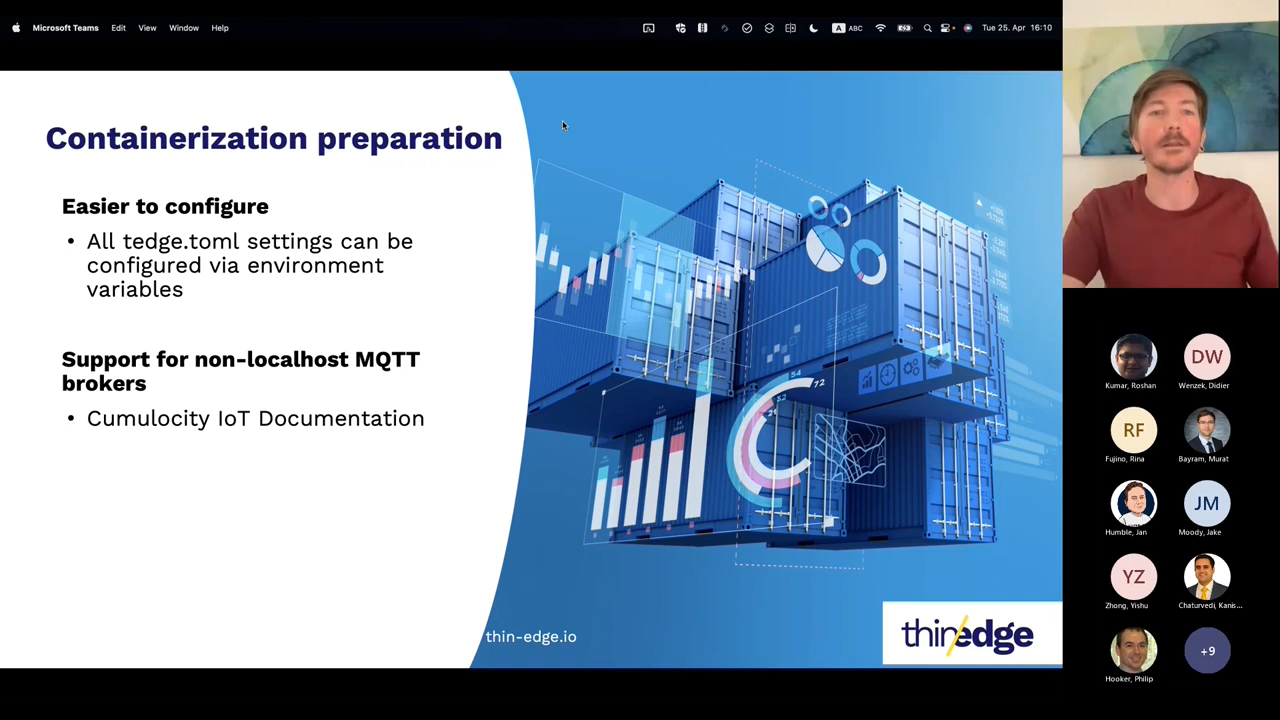 Microsoft Teams Edit View Window Help
A ABC Tue 25. Apr 16:10
Containerization preparation
Easier to configure
• All tedge.toml settings can be
configured via environment
variables
Support for non-localhost MQTT
brokers
• Cumulocity IoT Documentation
54
72
thin-edge.io
thin/edge
Kumar, Roshan
DW
Wenzek, Didier
RF
Fujino, Rina
Bayram, Murat
Humble, Jan
JM
Moody, Jake
YZ
Zhong, Yishu
Chaturvedi, Kanis...
Hooker, Philip
+9